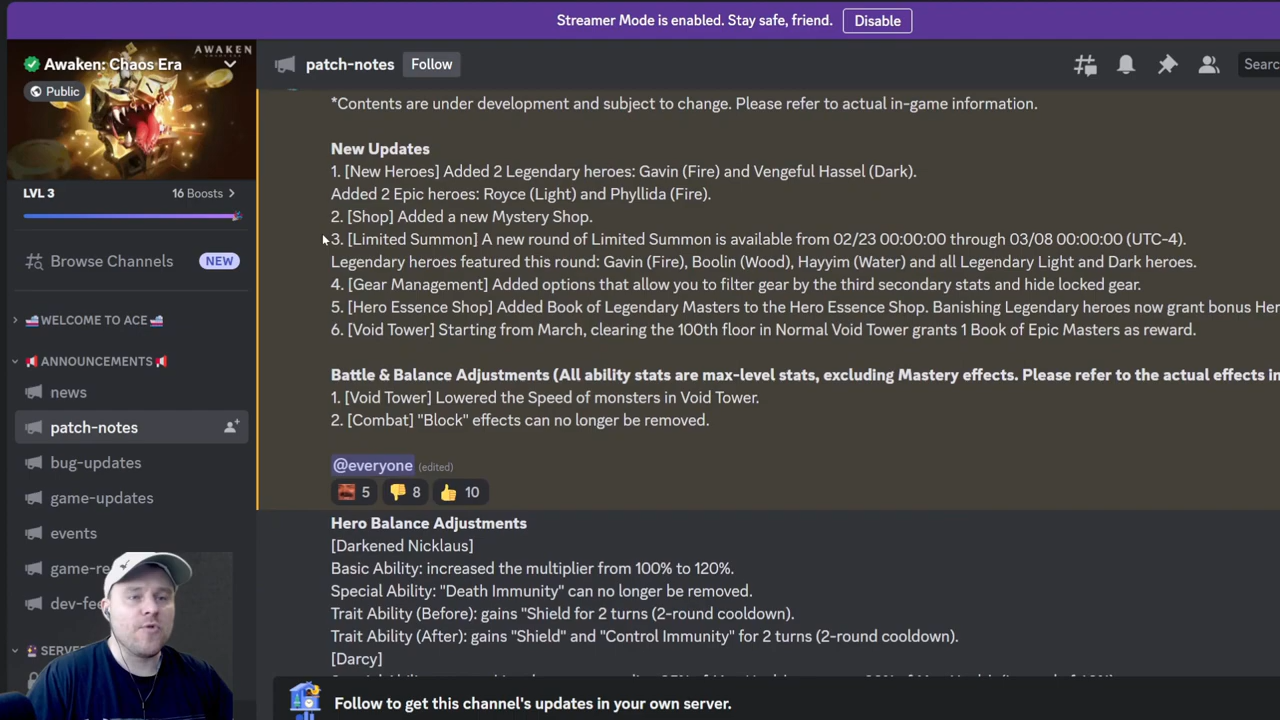 Streamer Mode is enabled. Stay safe, friend. Disable
AWAKEN
Awaken: Chaos Era
Public
LVL 3 16 Boosts >
Browse Channels NEW
WELCOME TO ACE
ANNOUNCEMENTS
news
patch-notes
bug-updates
game-updates
events
patch-notes Follow
*Contents are under development and subject to change. Please refer to actual in-game information.
New Updates
1. [New Heroes] Added 2 Legendary heroes: Gavin (Fire) and Vengeful Hassel (Dark).
Added 2 Epic heroes: Royce (Light) and Phyllida (Fire).
2. [Shop] Added a new Mystery Shop.
3. [Limited Summon] A new round of Limited Summon is available from 02/23 00:00:00 through 03/08 00:00:00 (UTC-4).
Legendary heroes featured this round: Gavin (Fire), Boolin (Wood), Hayyim (Water) and all Legendary Light and Dark heroes.
4. [Gear Management] Added options that allow you to filter gear by the third secondary stats and hide locked gear.
5. [Hero Essence Shop] Added Book of Legendary Masters to the Hero Essence Shop. Banishing Legendary heroes now grant bonus Her
6. [Void Tower] Starting from March, clearing the 100th floor in Normal Void Tower grants 1 Book of Epic Masters as reward.
Battle & Balance Adjustments (All ability stats are max-level stats, excluding Mastery effects. Please refer to the actual effects in
1. [Void Tower] Lowered the Speed of monsters in Void Tower.
2. [Combat] "Block" effects can no longer be removed.
@everyone (edited)
5 8 10
Hero Balance Adjustments
[Darkened Nicklaus]
Basic Ability: increased the multiplier from 100% to 120%.
Special Ability: "Death Immunity" can no longer be removed.
Trait Ability (Before): gains "Shield for 2 turns (2-round cooldown).
Trait Ability (After): gains "Shield" and "Control Immunity" for 2 turns (2-round cooldown).
[Darcy]
Follow to get this channel's updates in your own server.